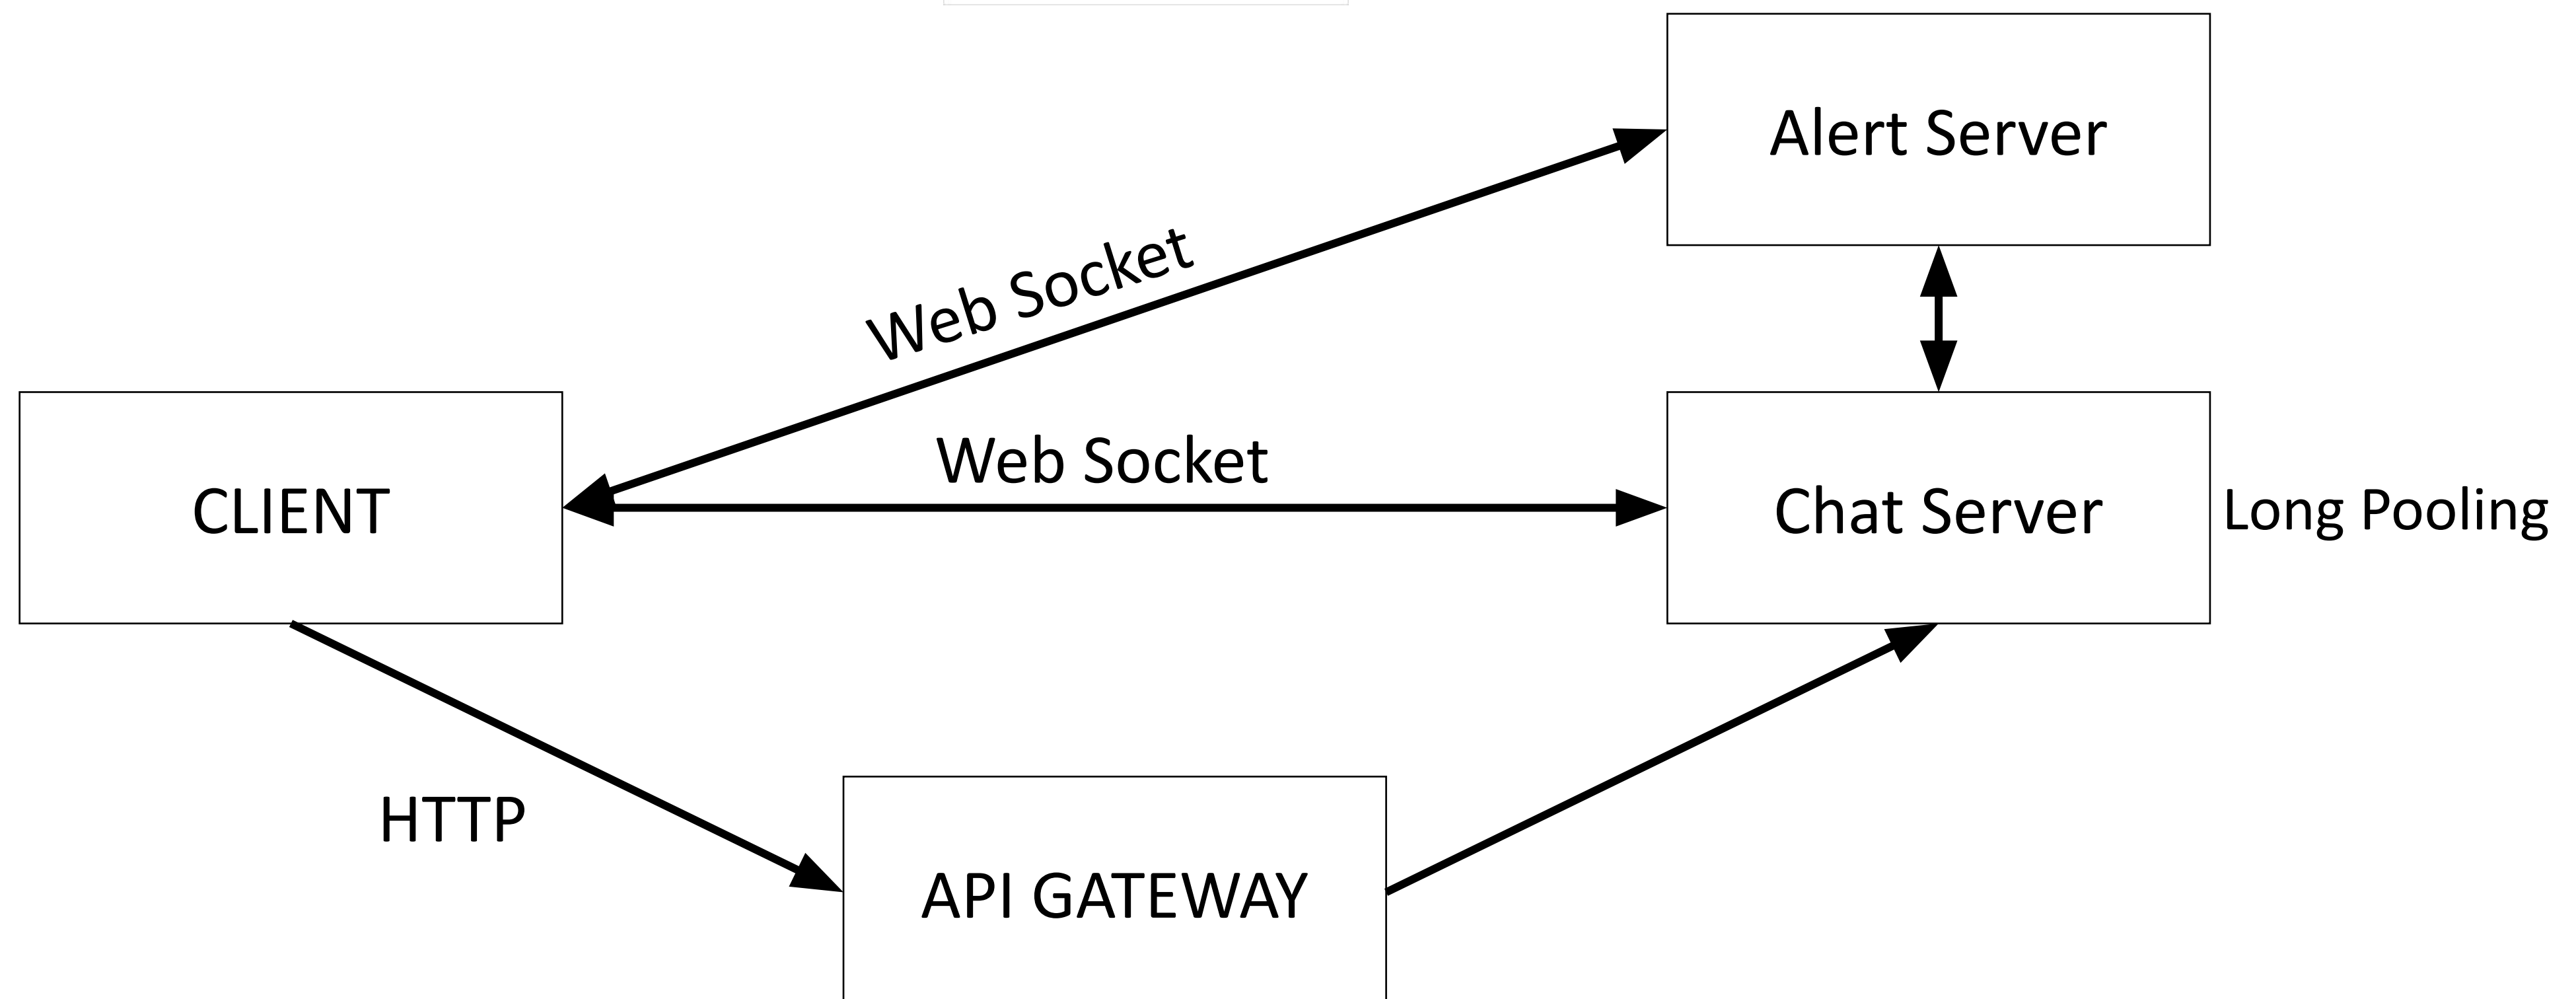 Alert Server
Web Socket
Web Socket
CLIENT
Chat Server
Long Pooling
HTTP
API GATEWAY